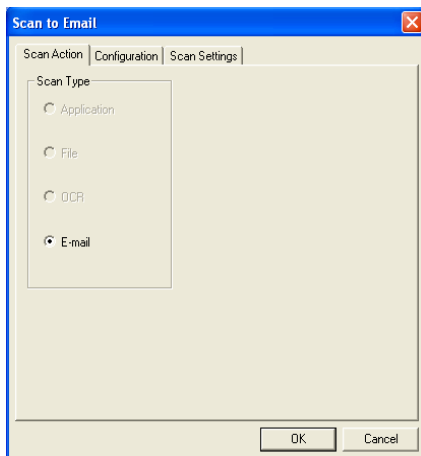 Scan to Email
Scan Action Configuration Scan Settings
Scan Type
Application
File
OCR
E-mail
OK Cancel